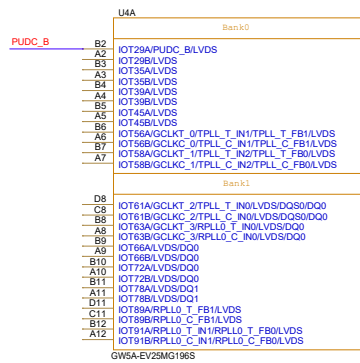 U4A
Bank0
PUDC_B
B2 IOT29A/PUDC_B/LVDS
A2 IOT29B/LVDS
B3 IOT35A/LVDS
A3 IOT35B/LVDS
B4 IOT39A/LVDS
A4 IOT39B/LVDS
B5 IOT45A/LVDS
A5 IOT45B/LVDS
B6 IOT56A/GCLKT_0/TPLL_T_IN1/TPLL_T_FB1/LVDS
A6 IOT56B/GCLKC_0/TPLL_C_IN1/TPLL_C_FB1/LVDS
B7 IOT58A/GCLKT_1/TPLL_T_IN2/TPLL_T_FB0/LVDS
A7 IOT58B/GCLKC_1/TPLL_C_IN2/TPLL_C_FB0/LVDS
Bank1
D8 IOT61A/GCLKT_2/TPLL_T_IN0/LVDS/DQS0/DQ0
C8 IOT61B/GCLKC_2/TPLL_C_IN0/LVDS/DQS0/DQ0
B8 IOT63A/GCLKT_3/RPLL0_T_IN0/LVDS/DQ0
A8 IOT63B/GCLKC_3/RPLL0_C_IN0/LVDS/DQ0
B9 IOT66A/LVDS/DQ0
A9 IOT66B/LVDS/DQ0
B10 IOT72A/LVDS/DQ0
A10 IOT72B/LVDS/DQ0
B11 IOT78A/LVDS/DQ1
A11 IOT78B/LVDS/DQ1
D11 IOT89A/RPLL0_T_FB1/LVDS
C11 IOT89B/RPLL0_C_FB1/LVDS
B12 IOT91A/RPLL0_T_IN1/RPLL0_T_FB0/LVDS
A12 IOT91B/RPLL0_C_IN1/RPLL0_C_FB0/LVDS
GW5A-EV25MG196S